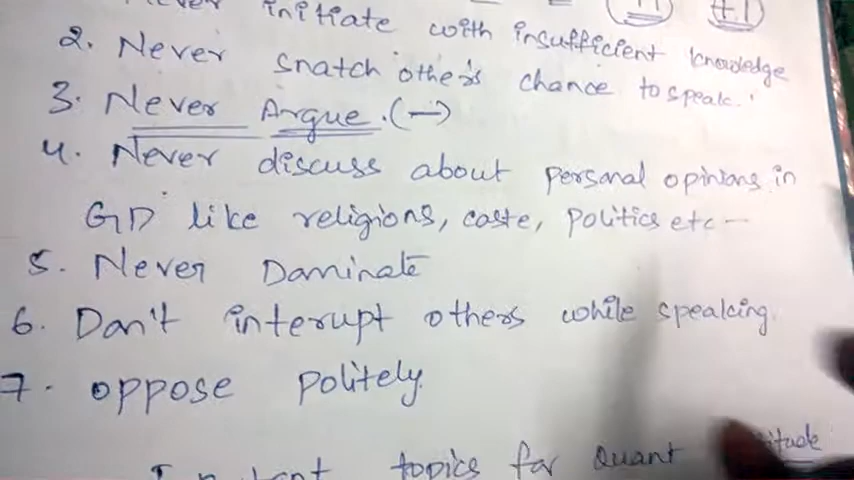 Never initiate with insufficient knowledge
2. Never snatch other's chance to speak.
3. Never Argue. (→)
4. Never discuss about personal opinions in
GD like religions, caste, politics etc -
5. Never Daminate
6. Don't interupt others while speaking.
7. oppose politely
topics for Quant